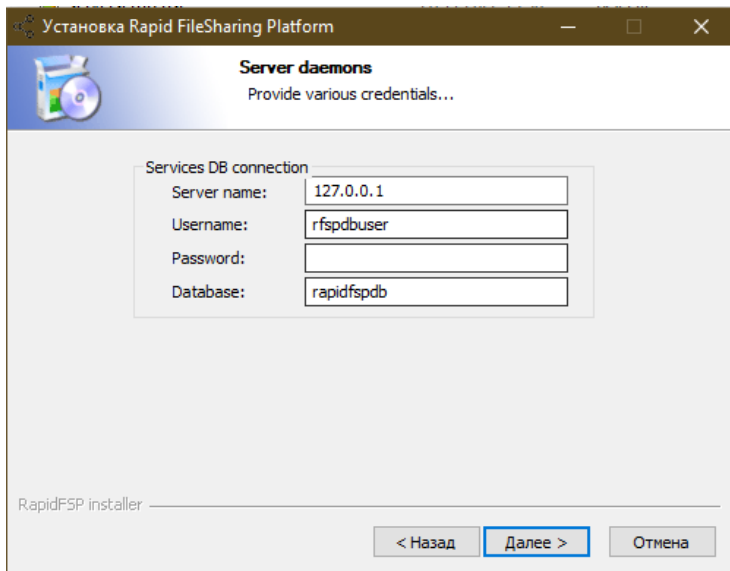 Установка Rapid FileSharing Platform
Server daemons
Provide various credentials...
Services DB connection
Server name: 127.0.0.1
Username: rfspdbuser
Password:
Database: rapidfspdb
RapidFSP installer
< Назад Далее > Отмена